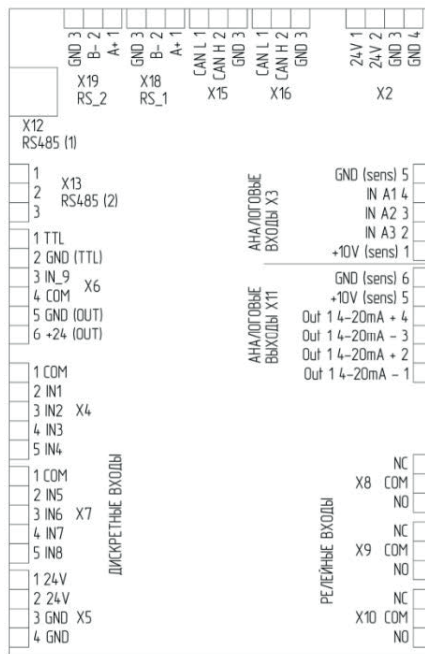 GND 3
B- 2
A+ 1
X19
RS_2
GND 3
B- 2
A+ 1
X18
RS_1
CAN L 1
CAN H 2
GND 3
X15
CAN L 1
CAN H 2
GND 3
X16
24V 1
24V 2
GND 3
GND 4
X2
X12
RS485 (1)
1
2
3
X13
RS485 (2)
1 TTL
2 GND (TTL)
3 IN_9
4 COM
5 GND (OUT)
6 +24 (OUT)
X6
1 COM
2 IN1
3 IN2
4 IN3
5 IN4
X4
1 COM
2 IN5
3 IN6
4 IN7
5 IN8
X7
1 24V
2 24V
3 GND
4 GND
X5
ДИСКРЕТНЫЕ ВХОДЫ
АНАЛОГОВЫЕ
ВХОДЫ X3
GND (sens) 5
IN A1 4
IN A2 3
IN A3 2
+10V (sens) 1
АНАЛОГОВЫЕ
ВЫХОДЫ X11
GND (sens) 6
+10V (sens) 5
Out 1 4-20mA + 4
Out 1 4-20mA - 3
Out 1 4-20mA + 2
Out 1 4-20mA - 1
РЕЛЕЙНЫЕ ВХОДЫ
NC
X8 COM
NO
NC
X9 COM
NO
NC
X10 COM
NO